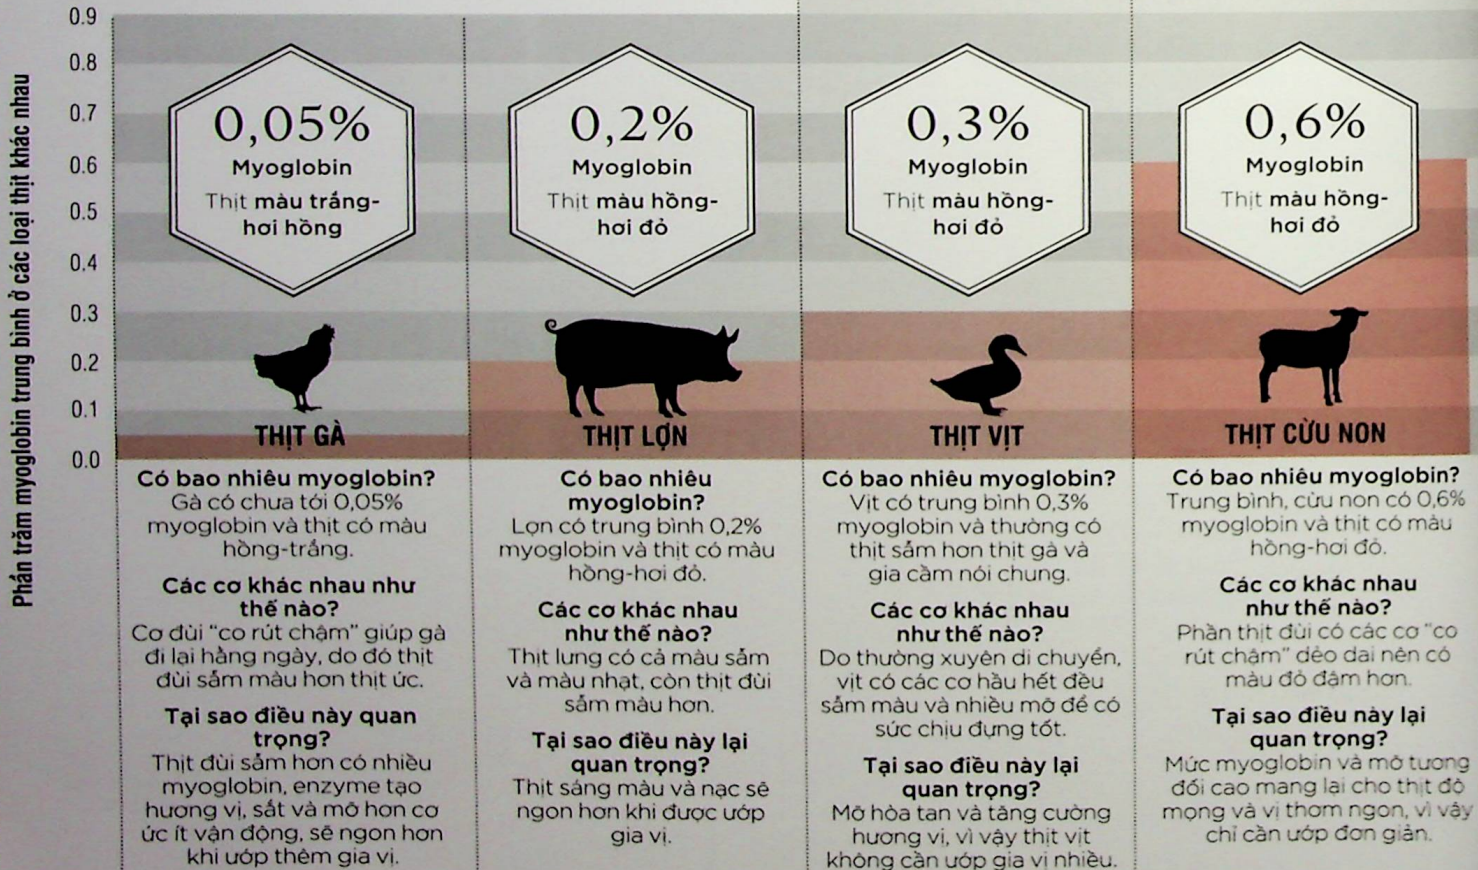 Phần trăm myoglobin trung bình ở các loại thịt khác nhau
0.9
0.8
0.7
0.6
0.5
0.4
0.3
0.2
0.1
0.0
0,05%
Myoglobin
Thịt màu trắng-
hơi hồng
THỊT GÀ
Có bao nhiêu myoglobin?
Gà có chưa tới 0,05%
myoglobin và thịt có màu
hồng-trắng.
Các cơ khác nhau như
thế nào?
Cơ đùi "co rút chậm" giúp gà
đi lại hằng ngày, do đó thịt
đùi sẫm màu hơn thịt ức.
Tại sao điều này quan
trọng?
Thịt đùi sẫm hơn có nhiều
myoglobin, enzyme tạo
hương vị, sắt và mỡ hơn cơ
ức ít vận động, sẽ ngon hơn
khi ướp thêm gia vị.
0,2%
Myoglobin
Thịt màu hồng-
hơi đỏ
THỊT LỢN
Có bao nhiêu
myoglobin?
Lợn có trung bình 0,2%
myoglobin và thịt có màu
hồng-hơi đỏ.
Các cơ khác nhau
như thế nào?
Thịt lưng có cả màu sẫm
và màu nhạt, còn thịt đùi
sẫm màu hơn.
Tại sao điều này lại
quan trọng?
Thịt sáng màu và nạc sẽ
ngon hơn khi được ướp
gia vị.
0,3%
Myoglobin
Thịt màu hồng-
hơi đỏ
THỊT VỊT
Có bao nhiêu myoglobin?
Vịt có trung bình 0,3%
myoglobin và thường có
thịt sẫm hơn thịt gà và
gia cầm nói chung.
Các cơ khác nhau
như thế nào?
Do thường xuyên di chuyển,
vịt có các cơ hầu hết đều
sẫm màu và nhiều mỡ để có
sức chịu đựng tốt.
Tại sao điều này lại
quan trọng?
Mỡ hòa tan và tăng cường
hương vị, vì vậy thịt vịt
không cần ướp gia vị nhiều.
0,6%
Myoglobin
Thịt màu hồng-
hơi đỏ
THỊT CỪU NON
Có bao nhiêu myoglobin?
Trung bình, cừu non có 0,6%
myoglobin và thịt có màu
hồng-hơi đỏ.
Các cơ khác nhau
như thế nào?
Phần thịt đùi có các cơ "co
rút chậm" dẻo dai nên có
màu đỏ đậm hơn.
Tại sao điều này lại
quan trọng?
Mức myoglobin và mỡ tương
đối cao mang lại cho thịt độ
mọng và vị thơm ngon, vì vậy
chỉ cần ướp đơn giản.